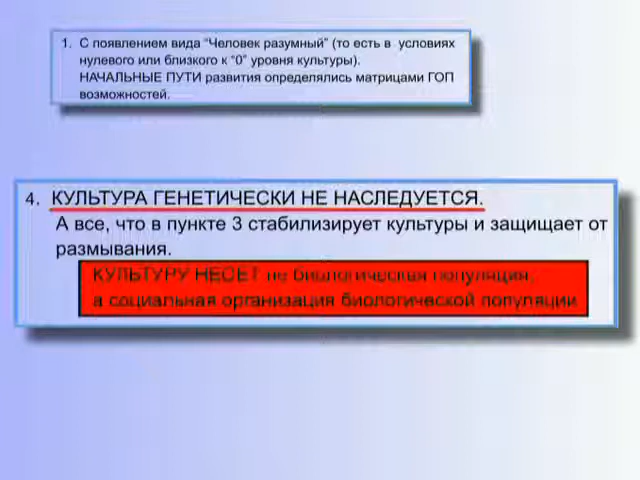 1. С появлением вида "Человек разумный" (то есть в условиях
нулевого или близкого к "0" уровня культуры).
НАЧАЛЬНЫЕ ПУТИ развития определялись матрицами ГОП
возможностей.
4. КУЛЬТУРА ГЕНЕТИЧЕСКИ НЕ НАСЛЕДУЕТСЯ.
А все, что в пункте 3 стабилизирует культуры и защищает от
размывания.
КУЛЬТУРУ НЕСЕТ не биологическая популяция,
а социальная организация биологической популяции